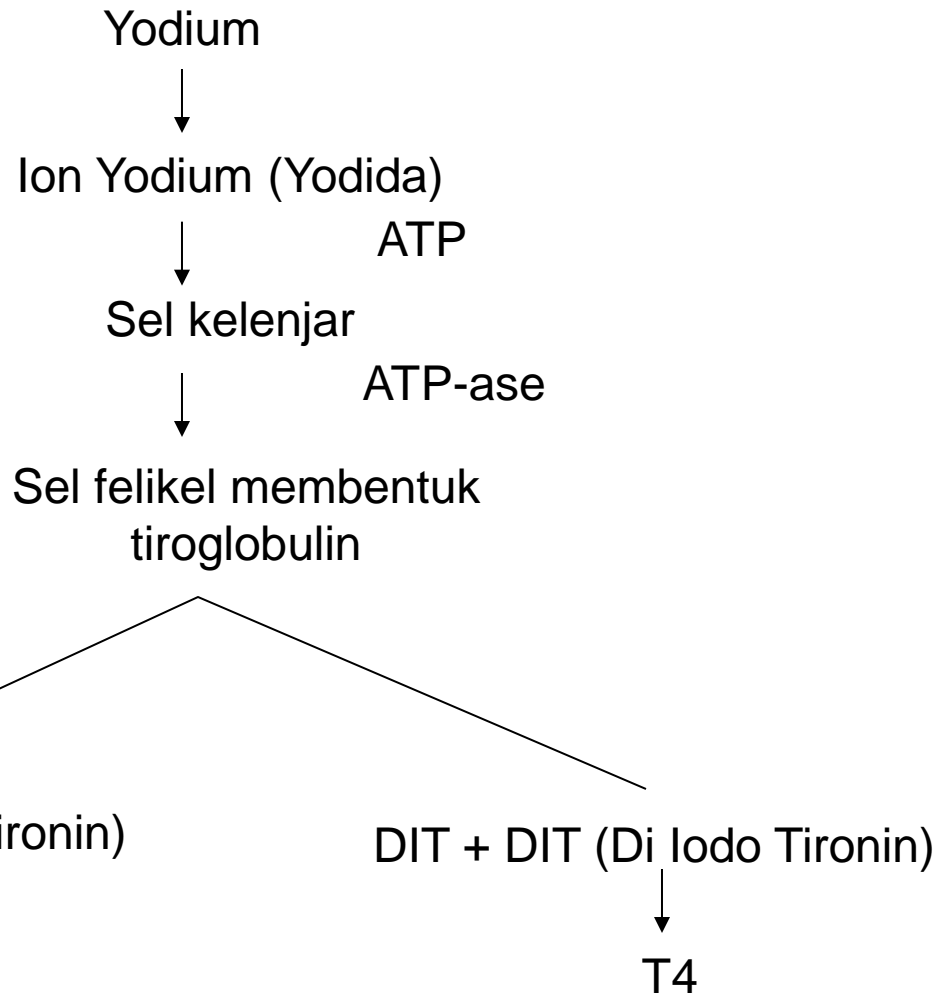 Yodium
Ion Yodium (Yodida)
ATP
Sel kelenjar
ATP-ase
Sel felikel membentuk
tiroglobulin
ironin)
DIT + DIT (Di Iodo Tironin)
T4